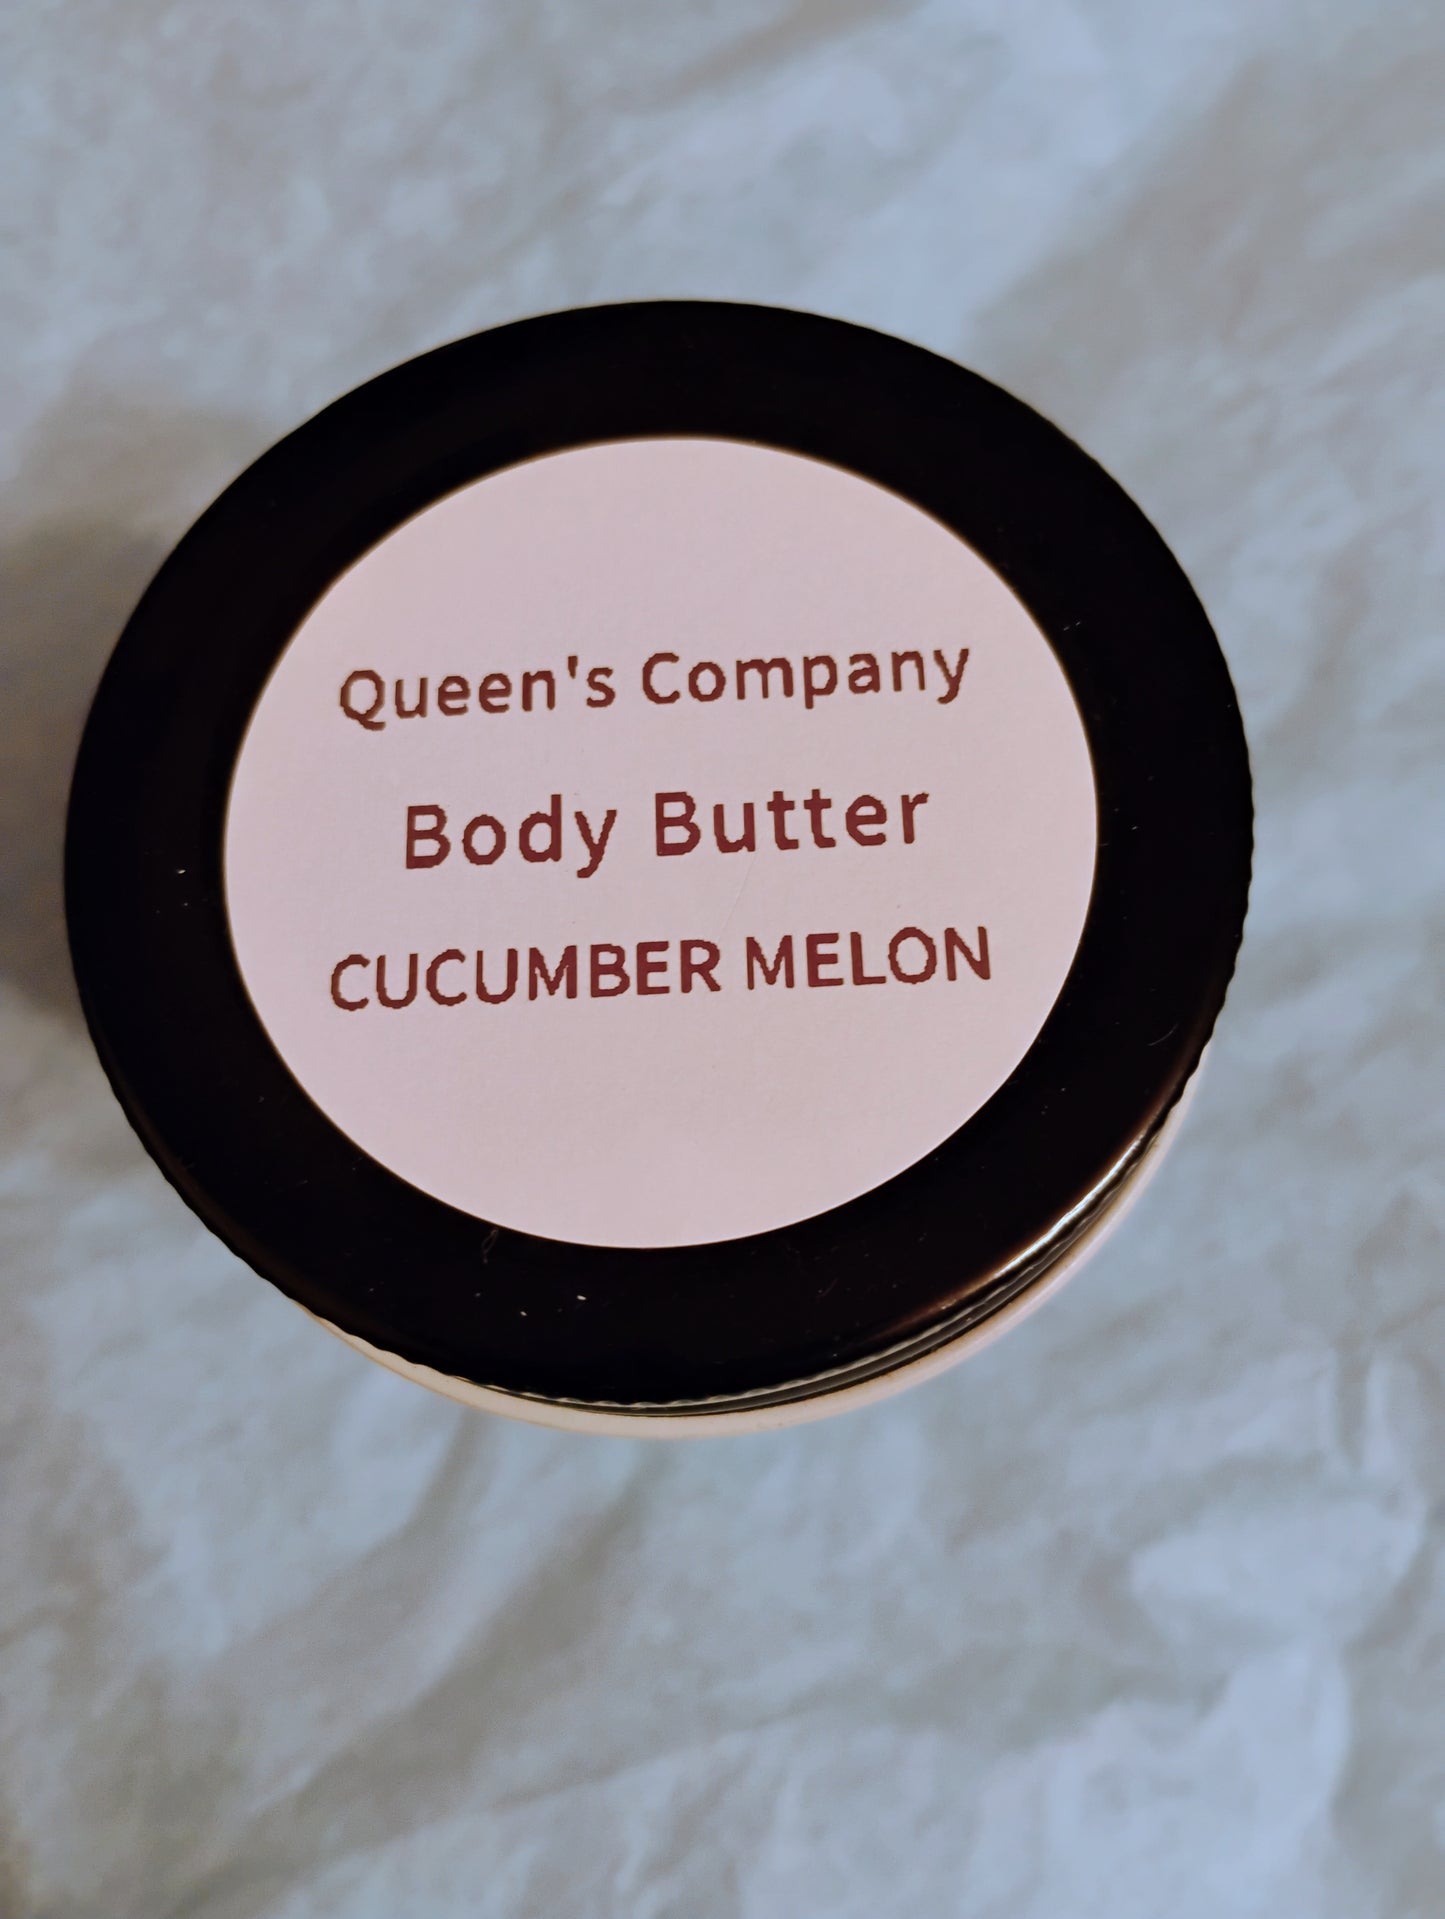 Queen's Company
Body Butter
CUCUMBER MELON